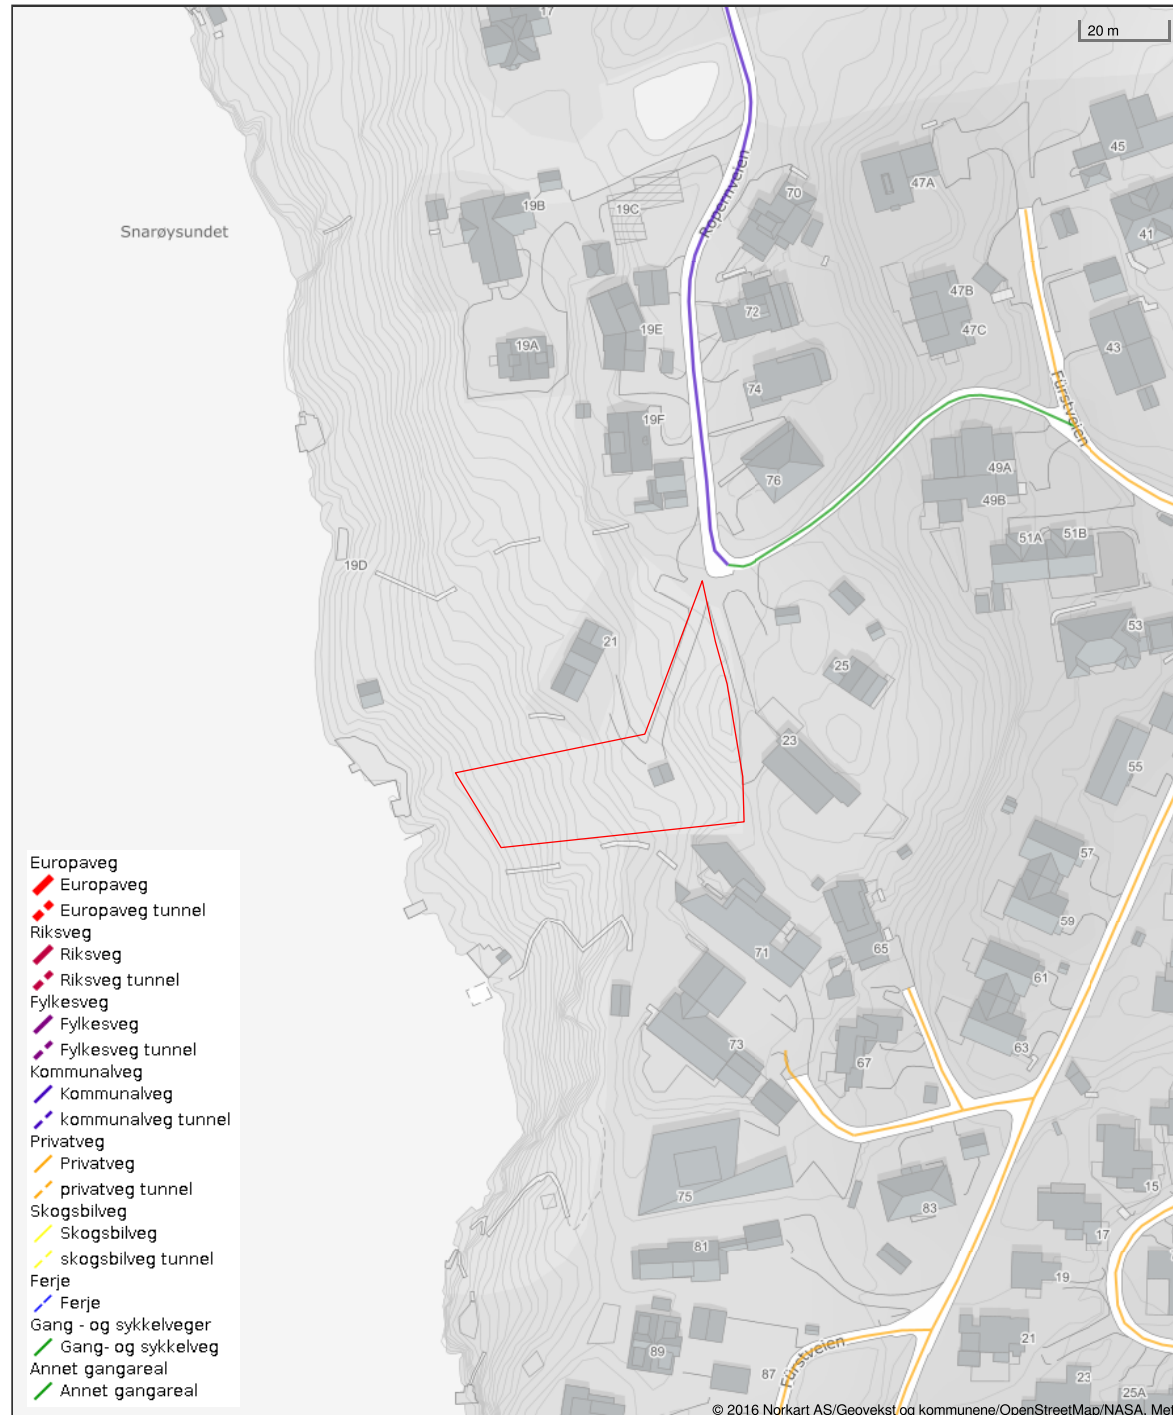 17
20 m
45
47A
70
19B
19C
Ropernveien
Snarøysundet
41
47B
72
19E
47C
19A
43
74
Fürstveien
19F
49A
76
49B
51A
51B
19D
53
21
25
23
55
57
Europaveg
Europaveg
Europaveg tunnel
Riksveg
Riksveg
Riksveg tunnel
Fylkesveg
Fylkesveg
Fylkesveg tunnel
Kommunalveg
Kommunalveg
kommunalveg tunnel
Privatveg
Privatveg
privatveg tunnel
Skogsbilveg
Skogsbilveg
skogsbilveg tunnel
Ferje
Ferje
Gang - og sykkelveger
Gang- og sykkelveg
Annet gangareal
Annet gangareal
59
65
71
61
73
63
67
15
75
83
17
81
19
21
89
87
Fürstveien
23
25A
© 2016 Norkart AS/Geovekst og kommunene/OpenStreetMap/NASA, Met